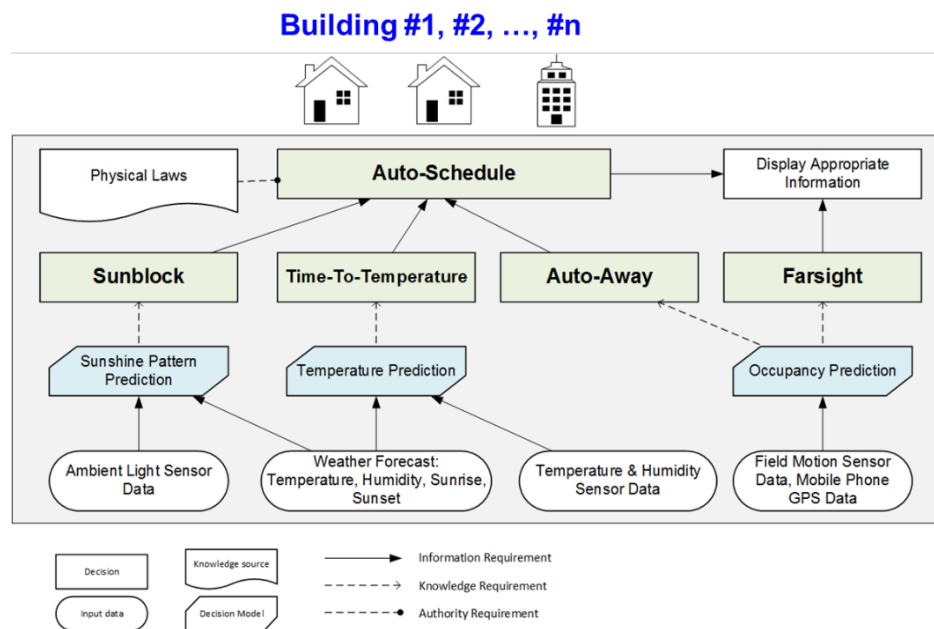 Building #1, #2, …, #n
Physical Laws
Auto-Schedule
Display Appropriate
Information
Sunblock
Time-To-Temperature
Auto-Away
Farsight
Sunshine Pattern
Prediction
Temperature Prediction
Occupancy Prediction
Ambient Light Sensor
Data
Weather Forecast:
Temperature, Humidity, Sunrise,
Sunset
Temperature & Humidity
Sensor Data
Field Motion Sensor
Data, Mobile Phone
GPS Data
Decision
Knowledge source
Information Requirement
Knowledge Requirement
Input data
Decision Model
Authority Requirement